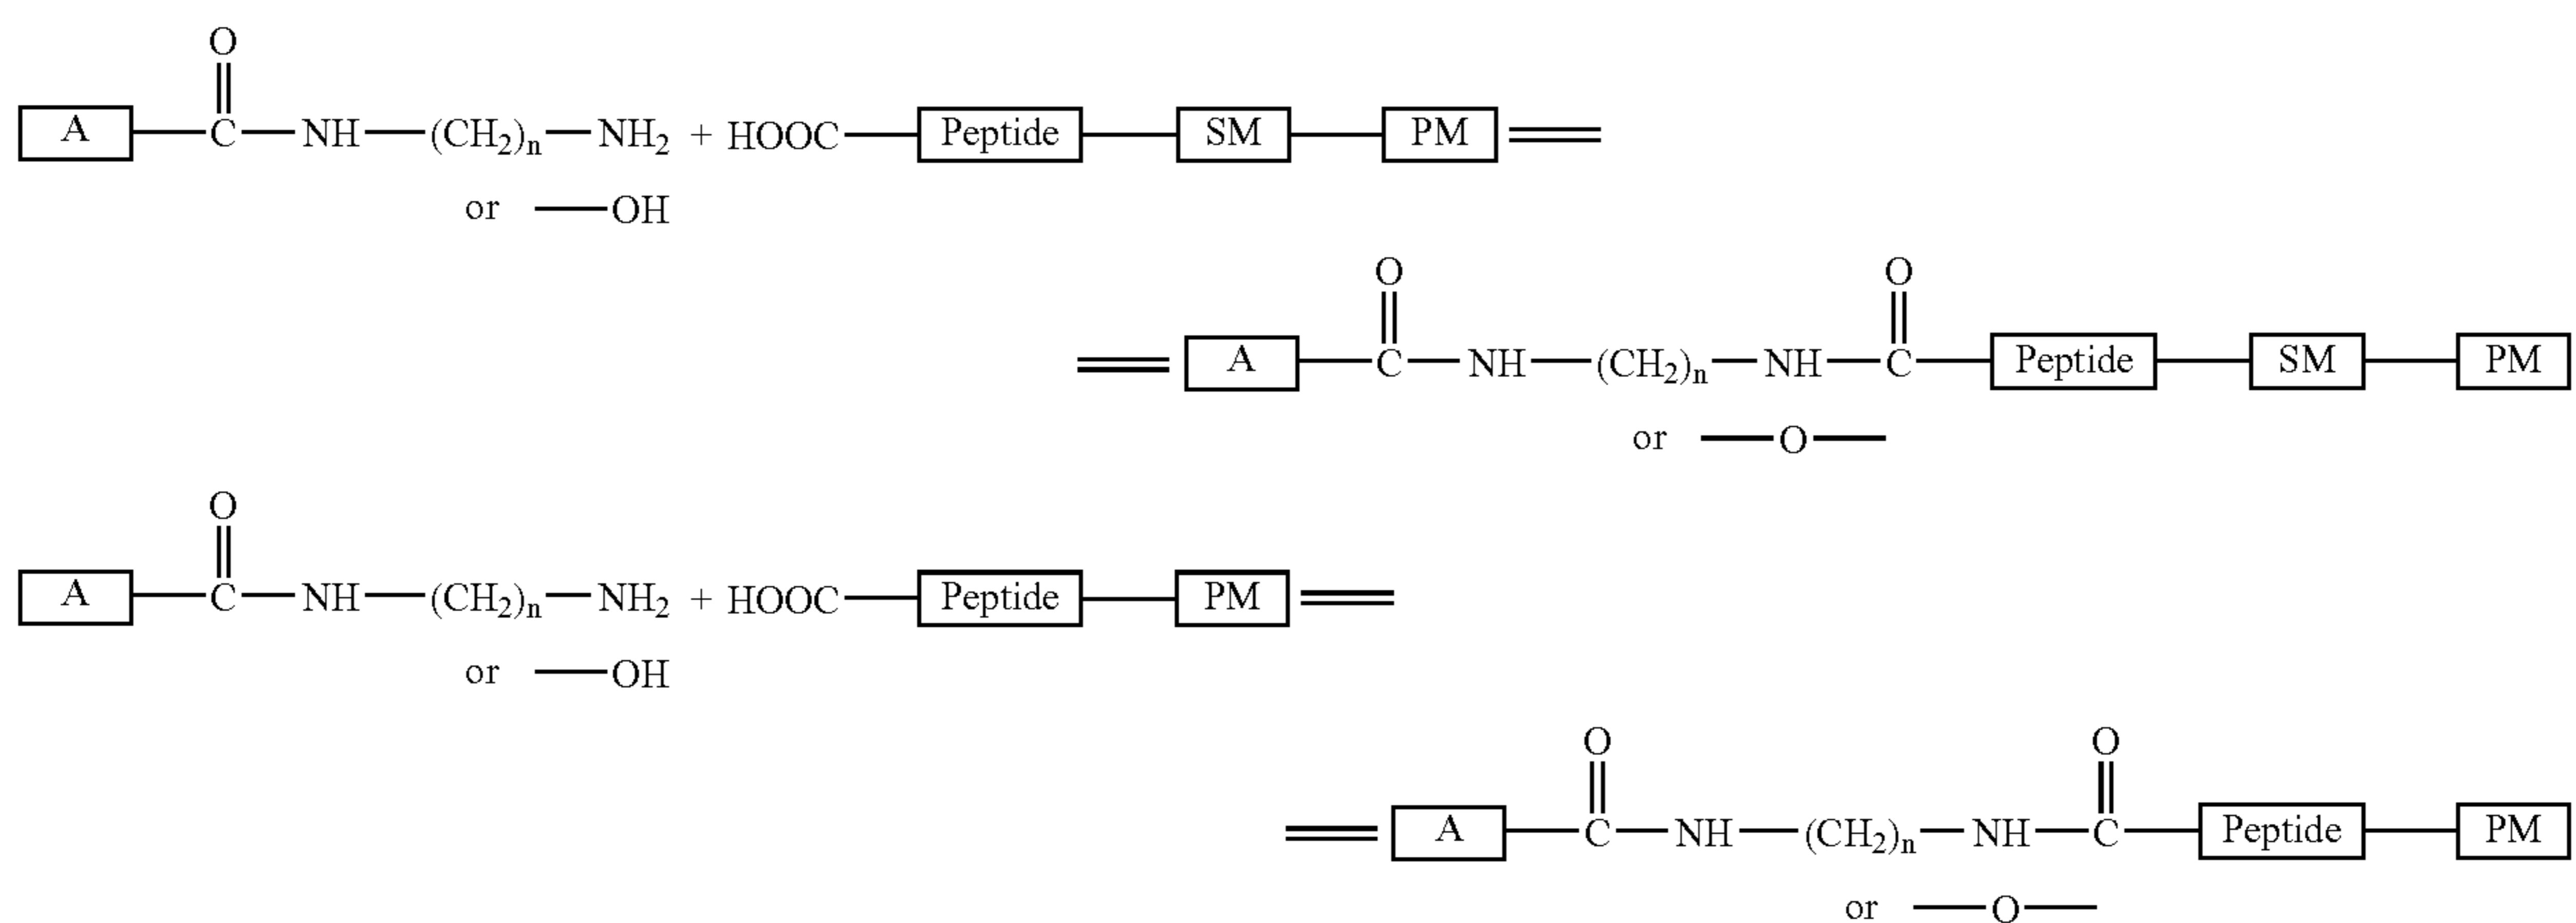 O
A C NH (CH2)n NH2 + HOOC Peptide SM PM
or OH
O O
A C NH (CH2)n NH C Peptide SM PM
or O
O
A C NH (CH2)n NH2 + HOOC Peptide PM
or OH
O O
A C NH (CH2)n NH C Peptide PM
or O